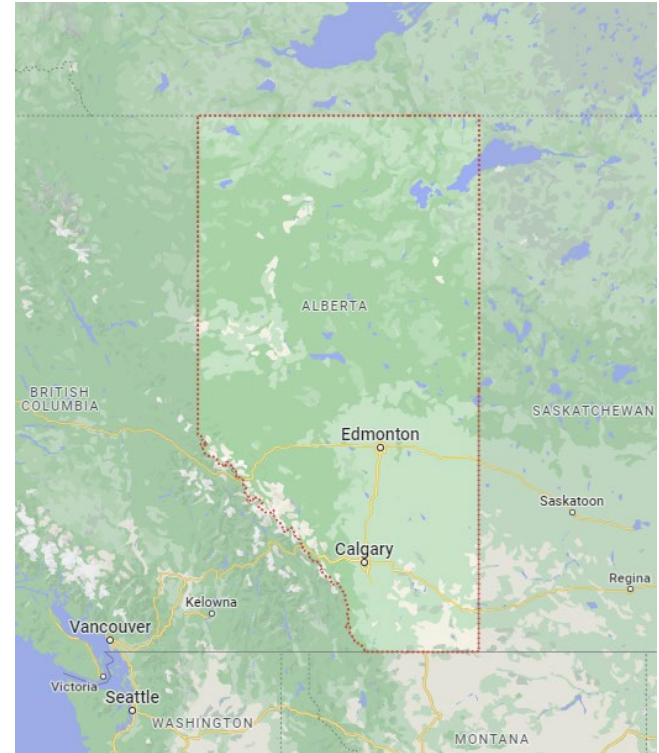 ALBERTA
BRITISH
COLUMBIA
SASKATCHEWAN
Edmonton
Saskatoon
Calgary
Regina
Kelowna
Vancouver
Victoria
Seattle
WASHINGTON
MONTANA